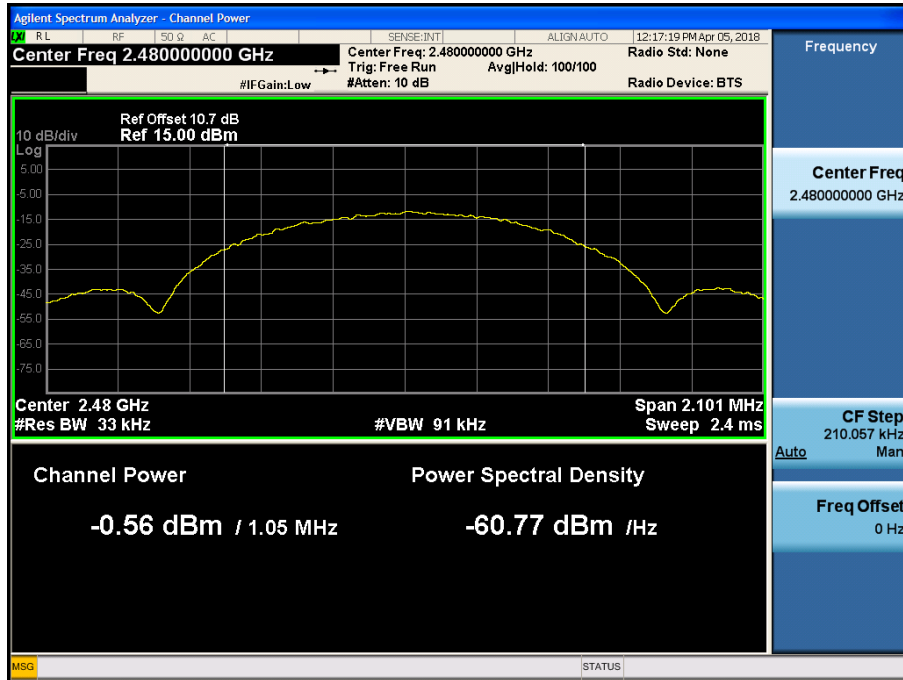 Agilent Spectrum Analyzer - Channel Power
LXI RL RF 50 Ω AC SENSE:INT ALIGN AUTO 12:17:19 PM Apr 05, 2018
Center Freq 2.480000000 GHz Center Freq: 2.480000000 GHz Radio Std: None Frequency
Trig: Free Run Avg|Hold: 100/100
#IFGain:Low #Atten: 10 dB Radio Device: BTS
Ref Offset 10.7 dB
10 dB/div Ref 15.00 dBm
Log
5.00
-5.00
-15.0
-25.0
-35.0
-45.0
-55.0
-65.0
-75.0
Center Freq
2.480000000 GHz
Center 2.48 GHz Span 2.101 MHz
#Res BW 33 kHz #VBW 91 kHz Sweep 2.4 ms
CF Step
210.057 kHz
Auto Man
Channel Power Power Spectral Density
-0.56 dBm / 1.05 MHz -60.77 dBm /Hz
Freq Offset
0 Hz
MSG STATUS